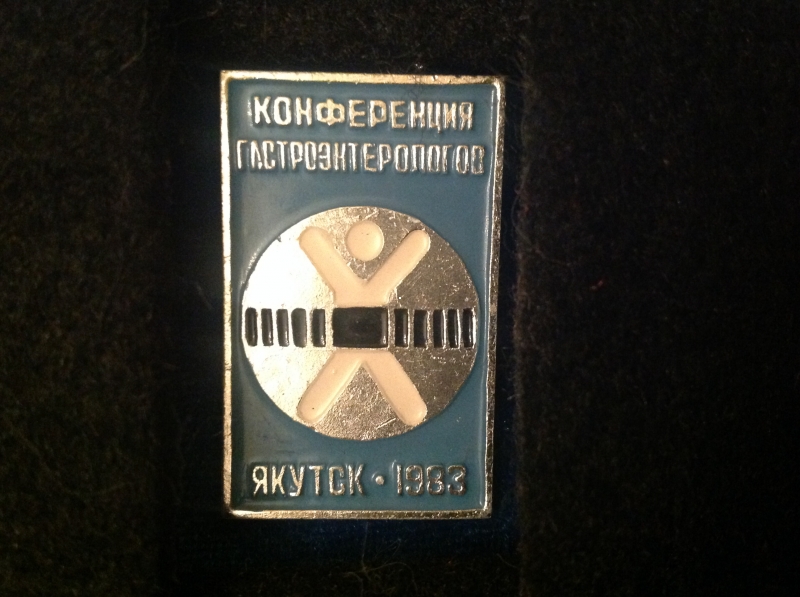 КОНФЕРЕНЦИЯ
ГАСТРОЭНТЕРОЛОГОВ
ЯКУТСК • 1983